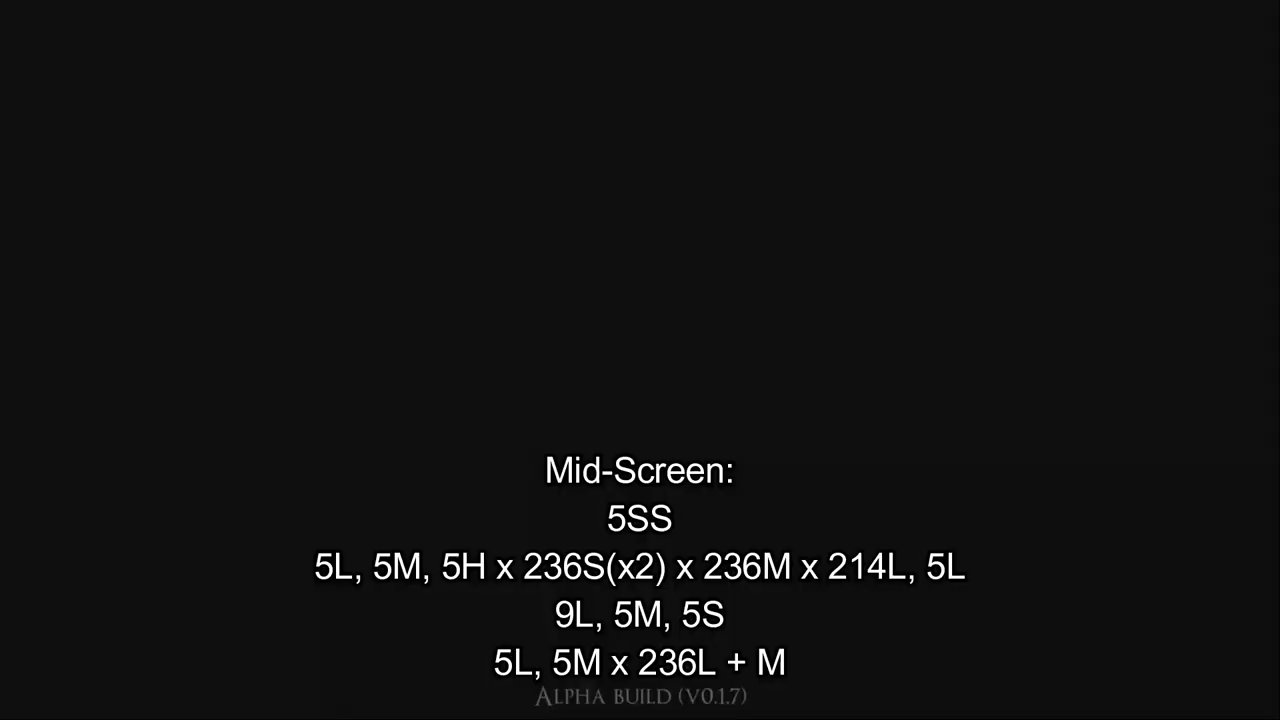 Mid-Screen:
5SS
5L, 5M, 5H x 236S(x2) x 236M x 214L, 5L
9L, 5M, 5S
5L, 5M x 236L + M
Alpha build (v0.1.7)